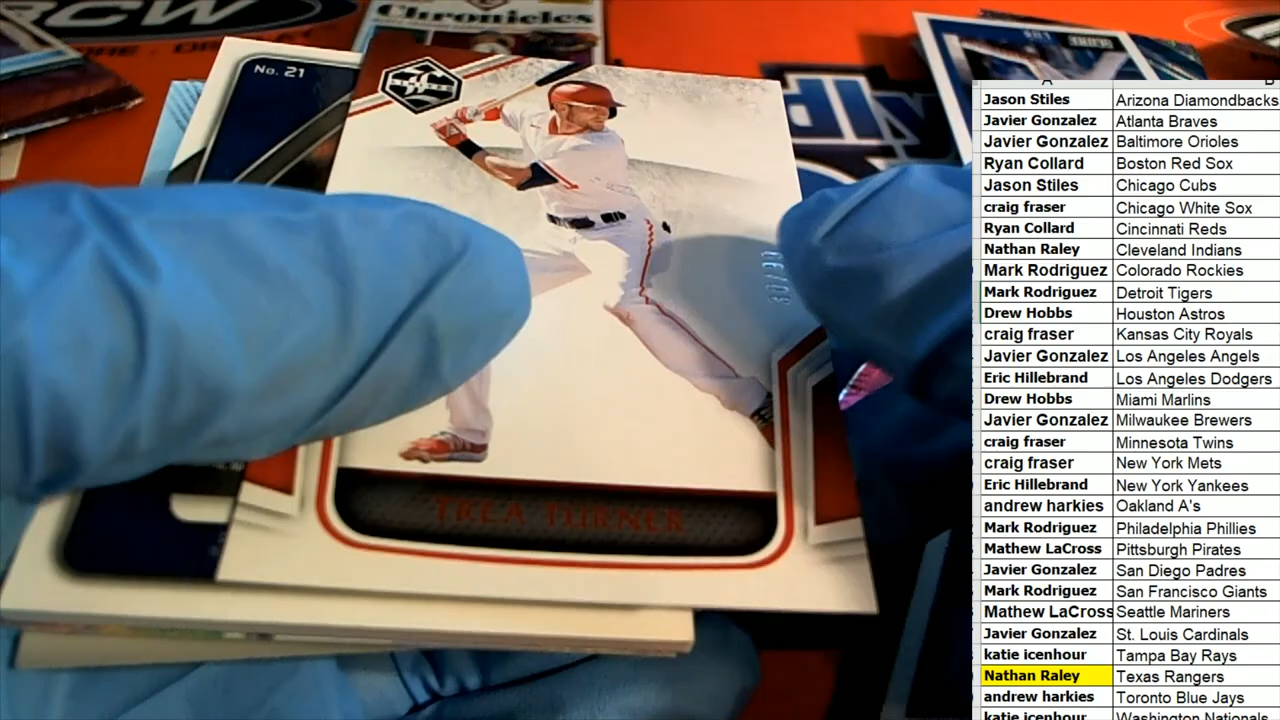 RCW
Chronicles
No. 21
TREA TURNER
A
B
Jason Stiles Arizona Diamondbacks
Javier Gonzalez Atlanta Braves
Javier Gonzalez Baltimore Orioles
Ryan Collard Boston Red Sox
Jason Stiles Chicago Cubs
craig fraser Chicago White Sox
Ryan Collard Cincinnati Reds
Nathan Raley Cleveland Indians
Mark Rodriguez Colorado Rockies
Mark Rodriguez Detroit Tigers
Drew Hobbs Houston Astros
craig fraser Kansas City Royals
Javier Gonzalez Los Angeles Angels
Eric Hillebrand Los Angeles Dodgers
Drew Hobbs Miami Marlins
Javier Gonzalez Milwaukee Brewers
craig fraser Minnesota Twins
craig fraser New York Mets
Eric Hillebrand New York Yankees
andrew harkies Oakland A's
Mark Rodriguez Philadelphia Phillies
Mathew LaCross Pittsburgh Pirates
Javier Gonzalez San Diego Padres
Mark Rodriguez San Francisco Giants
Mathew LaCross Seattle Mariners
Javier Gonzalez St. Louis Cardinals
katie icenhour Tampa Bay Rays
Nathan Raley Texas Rangers
andrew harkies Toronto Blue Jays
katie icenhour Washington Nationals